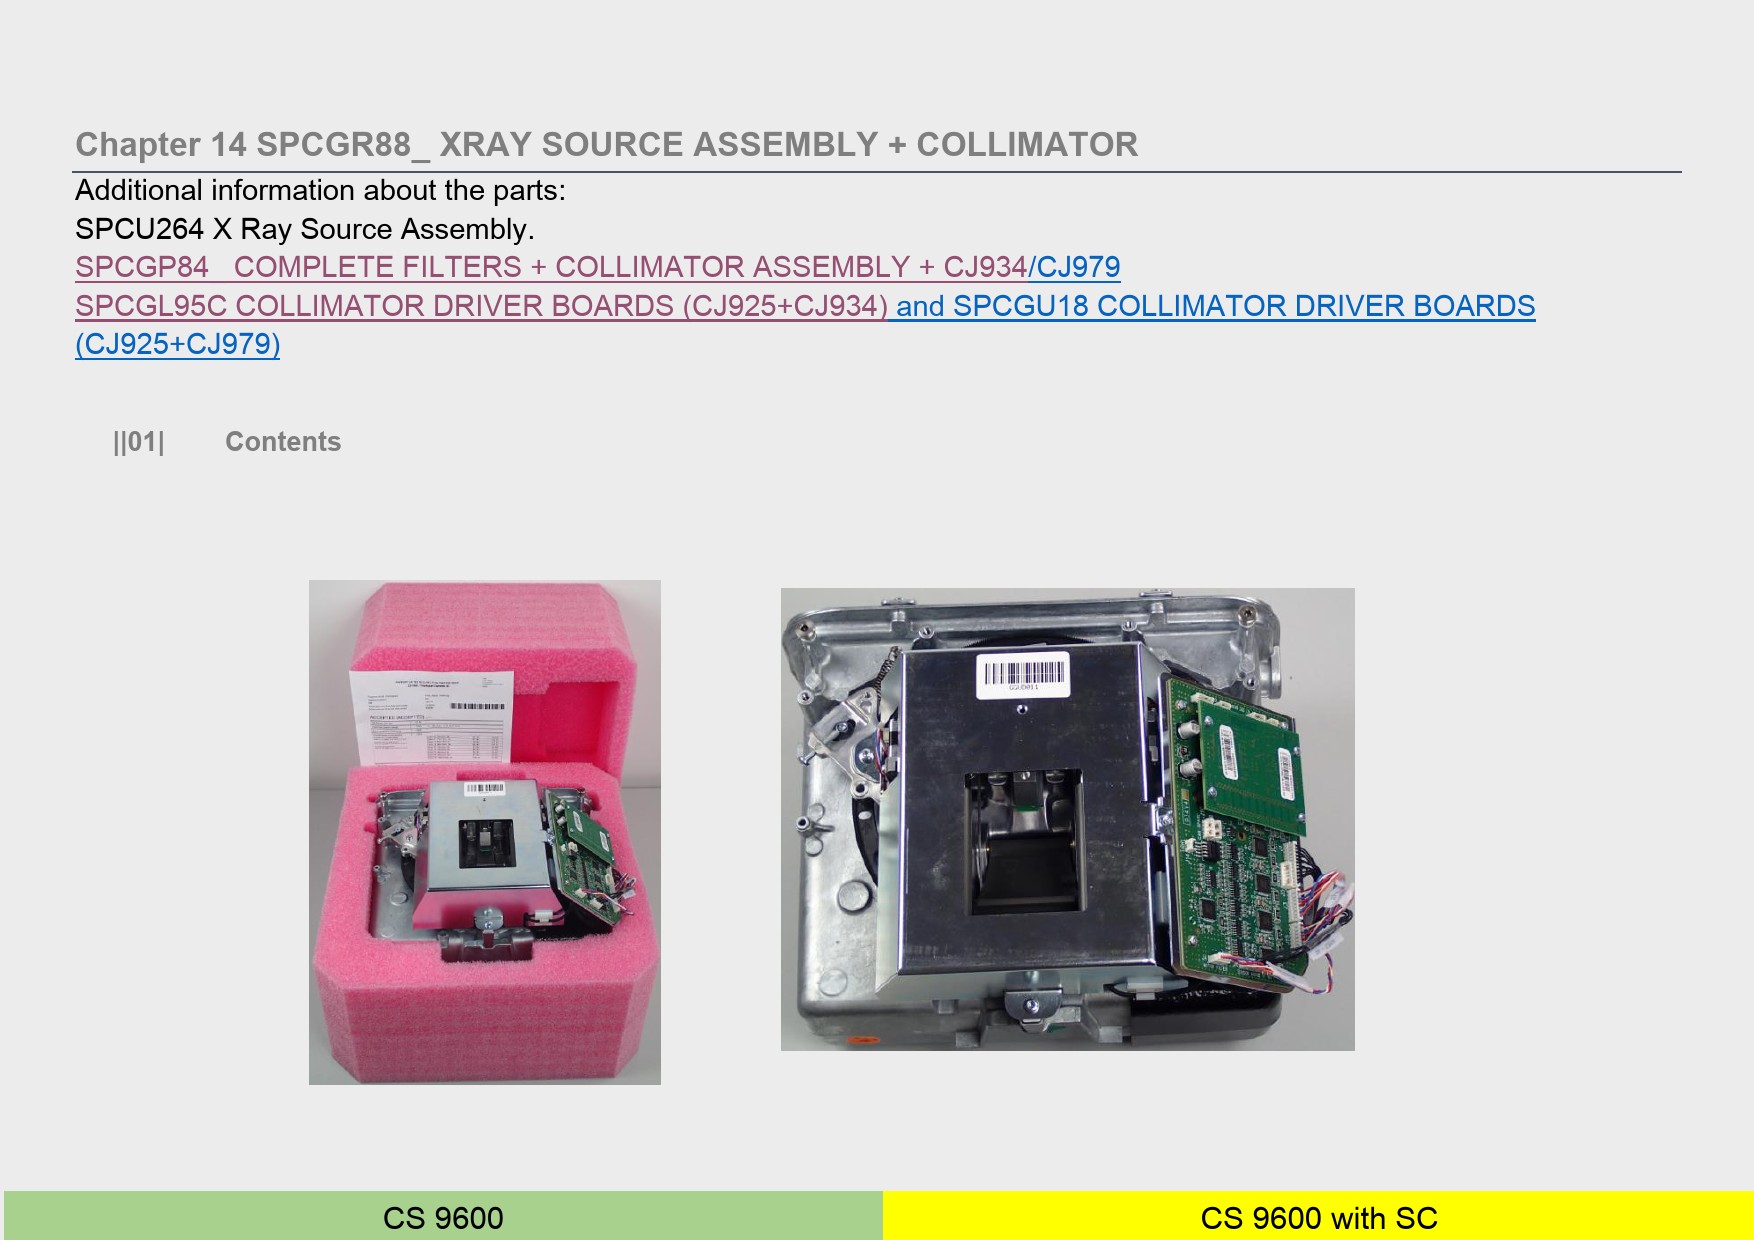 Chapter 14 SPCGR88_ XRAY SOURCE ASSEMBLY + COLLIMATOR
Additional information about the parts:
SPCU264 X Ray Source Assembly.
SPCGP84   COMPLETE FILTERS + COLLIMATOR ASSEMBLY + CJ934/CJ979
SPCGL95C COLLIMATOR DRIVER BOARDS (CJ925+CJ934) and SPCGU18 COLLIMATOR DRIVER BOARDS
(CJ925+CJ979)
||01| Contents
CS 9600
CS 9600 with SC